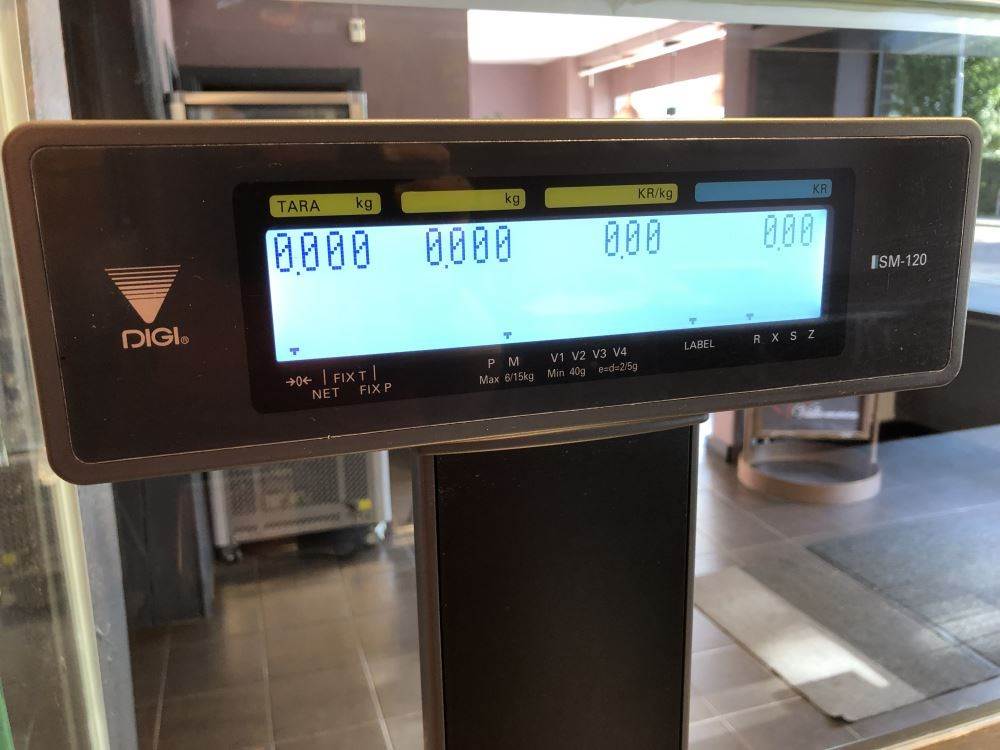 TARA kg kg KR/kg KR
0.000 0.000 0.00 0.00
DIGI®
SM-120
→0← | FIX T |
NET FIX P
P M V1 V2 V3 V4
Max 6/15kg Min 40g e=d=2/5g
LABEL R X S Z